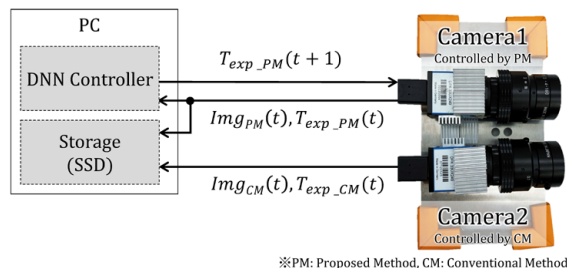 PC
DNN Controller
Storage
(SSD)
T_exp_PM(t + 1)
Img_PM(t), T_exp_PM(t)
Img_CM(t), T_exp_CM(t)
Camera1
Controlled by PM
Camera2
Controlled by CM
※PM: Proposed Method, CM: Conventional Method